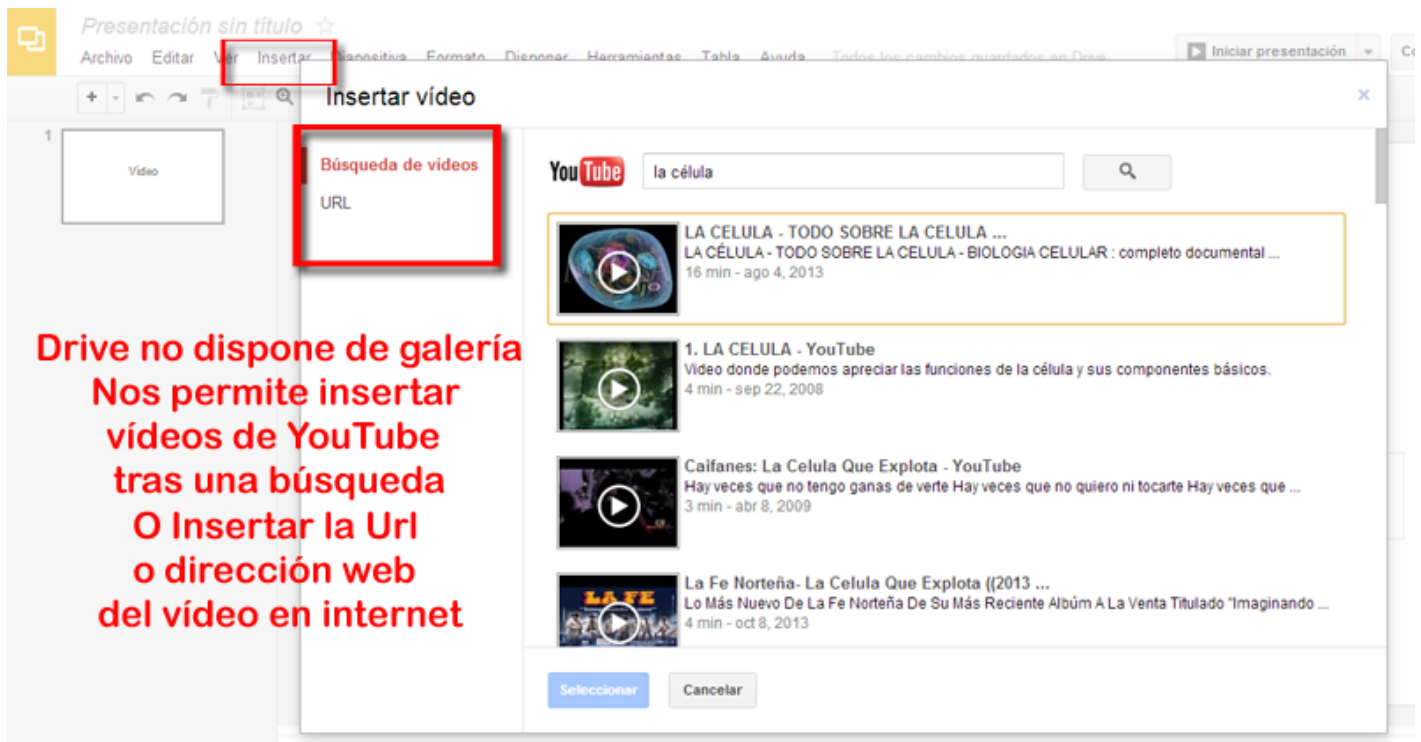 Presentación sin título
Archivo Editar Ver Insertar Diapositiva Formato Disponer Herramientas Tabla Ayuda Todos los cambios guardados en Drive
Iniciar presentación
Insertar vídeo
1
Vídeo
Búsqueda de vídeos
URL
YouTube
la célula
LA CELULA - TODO SOBRE LA CELULA ...
LA CÉLULA - TODO SOBRE LA CELULA - BIOLOGIA CELULAR : completo documental ...
16 min - ago 4, 2013
1. LA CELULA - YouTube
Video donde podemos apreciar las funciones de la célula y sus componentes básicos.
4 min - sep 22, 2008
Caifanes: La Celula Que Explota - YouTube
Hay veces que no tengo ganas de verte Hay veces que no quiero ni tocarte Hay veces que ...
3 min - abr 8, 2009
La Fe Norteña- La Celula Que Explota ((2013 ...
Lo Más Nuevo De La Fe Norteña De Su Más Reciente Albúm A La Venta Titulado "Imaginando ...
4 min - oct 8, 2013
LA FE
Seleccionar
Cancelar
Drive no dispone de galería
Nos permite insertar
vídeos de YouTube
tras una búsqueda
O Insertar la Url
o dirección web
del vídeo en internet